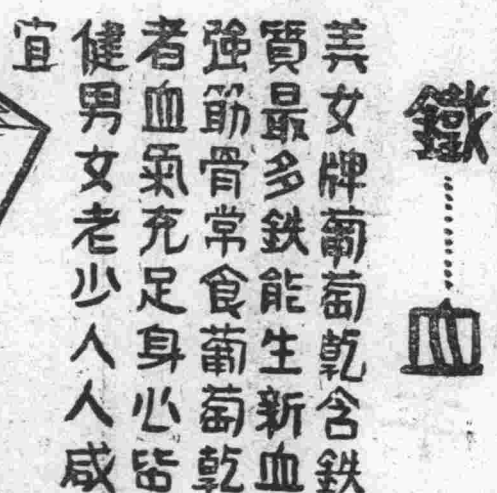 鐵……血
美女牌葡萄乾含鉄
質最多鉄能生新血
強筋骨常食葡萄乾
者血氣充足身心皆
健男女老少人人咸
宜